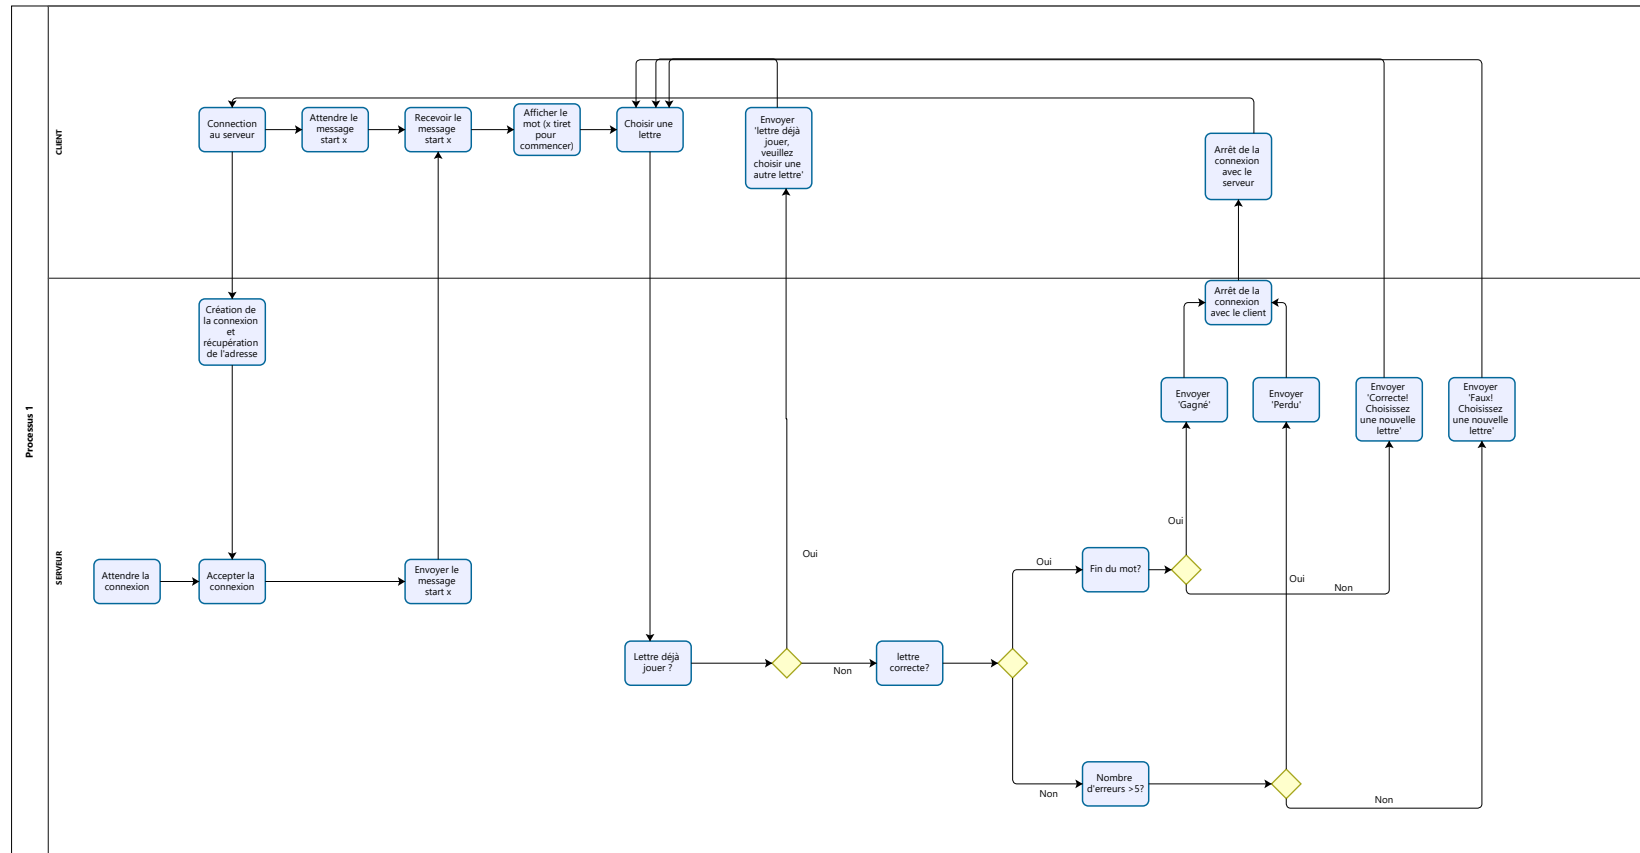 Processus 1
CLIENT
Connection
au serveur
Attendre le
message
start x
Recevoir le
message
start x
Afficher le
mot (x tiret
pour
commencer)
Choisir une
lettre
Envoyer
'lettre déjà
jouer,
veuillez
choisir une
autre lettre'
Arrêt de la
connexion
avec le
serveur
SERVEUR
Création de
la connexion
et
récupération
de l'adresse
Arrêt de la
connexion
avec le client
Envoyer
'Gagné'
Envoyer
'Perdu'
Envoyer
'Correcte!
Choisissez
une nouvelle
lettre'
Envoyer
'Faux!
Choisissez
une nouvelle
lettre'
Attendre la
connexion
Accepter la
connexion
Envoyer le
message
start x
Oui
Oui
Oui
Fin du mot?
Oui
Non
Lettre déjà
jouer ?
Non
lettre
correcte?
Non
Nombre
d'erreurs >5?
Non